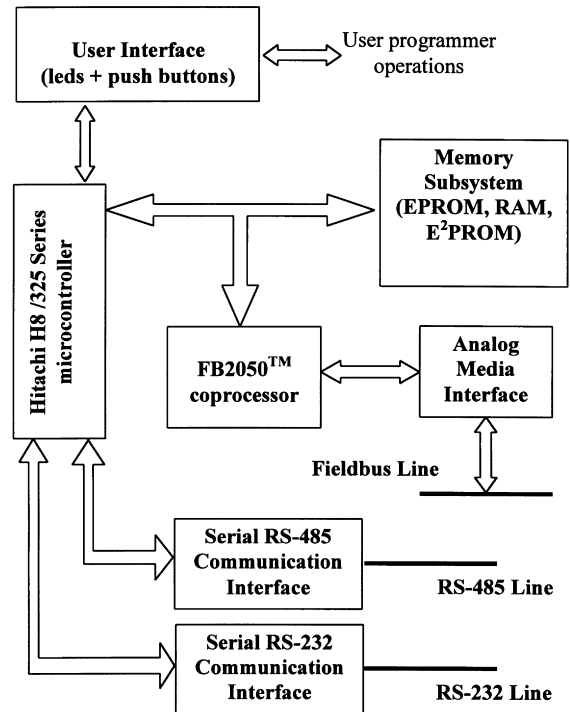 User Interface
(leds + push buttons)
User programmer
operations
Memory
Subsystem
(EPROM, RAM,
E²PROM)
Hitachi H8 /325 Series
microcontroller
FB2050™
coprocessor
Analog
Media
Interface
Fieldbus Line
Serial RS-485
Communication
Interface
RS-485 Line
Serial RS-232
Communication
Interface
RS-232 Line